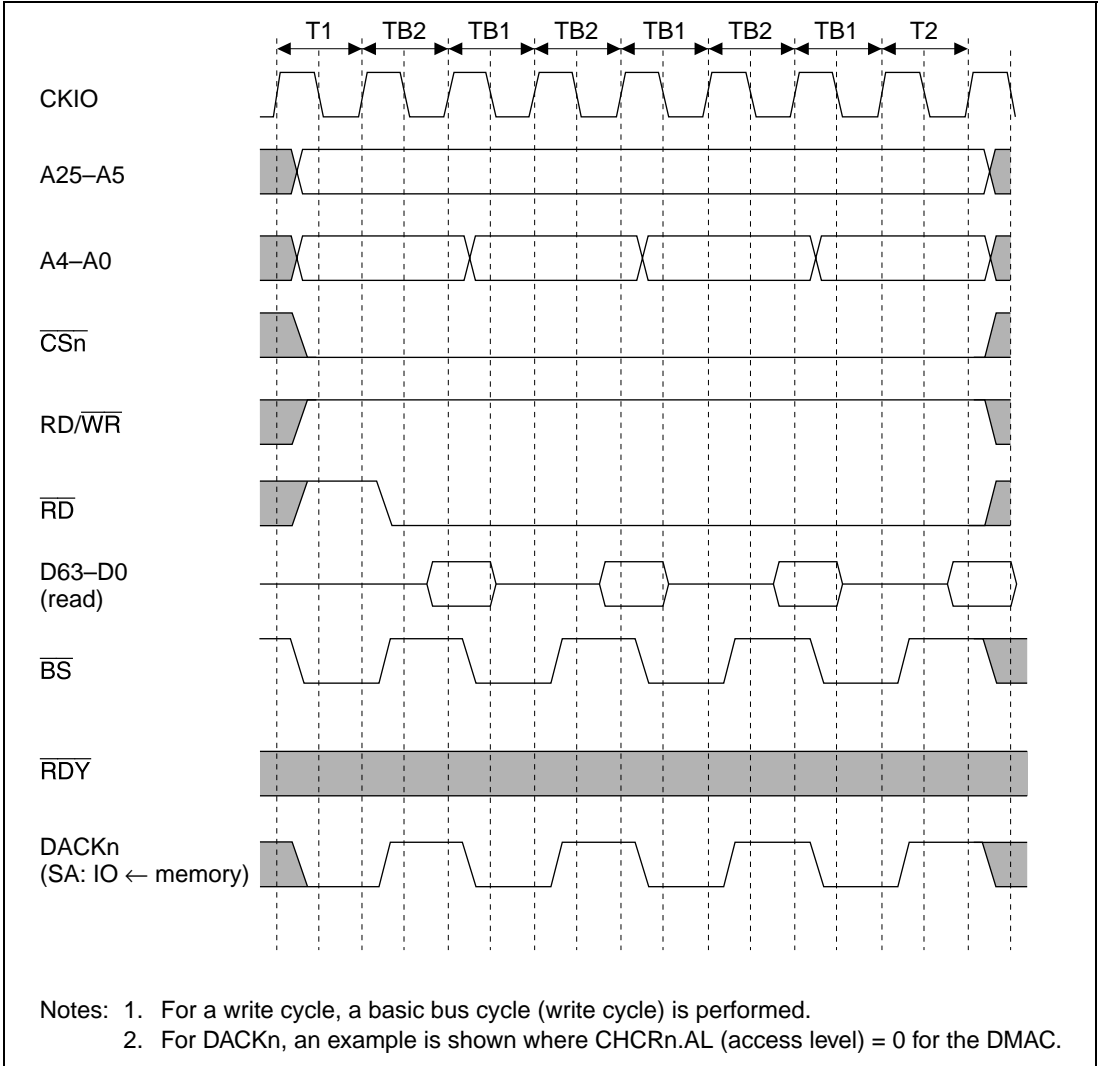 T1 TB2 TB1 TB2 TB1 TB2 TB1 T2
CKIO
A25–A5
A4–A0
CSn
RD/WR
RD
D63–D0
(read)
BS
RDY
DACKn
(SA: IO ← memory)
Notes: 1. For a write cycle, a basic bus cycle (write cycle) is performed.
2. For DACKn, an example is shown where CHCRn.AL (access level) = 0 for the DMAC.